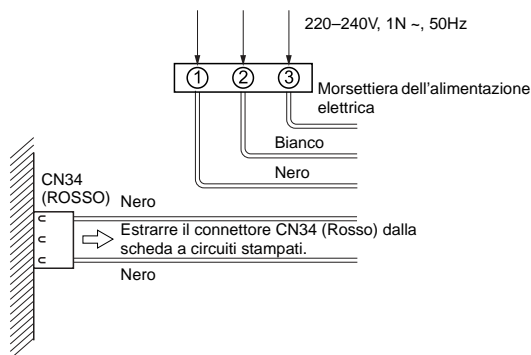 220–240V, 1N ~, 50Hz
1 2 3
Morsettiera dell'alimentazione
elettrica
Bianco
Nero
CN34
(ROSSO)
Nero
Estrarre il connettore CN34 (Rosso) dalla
scheda a circuiti stampati.
Nero